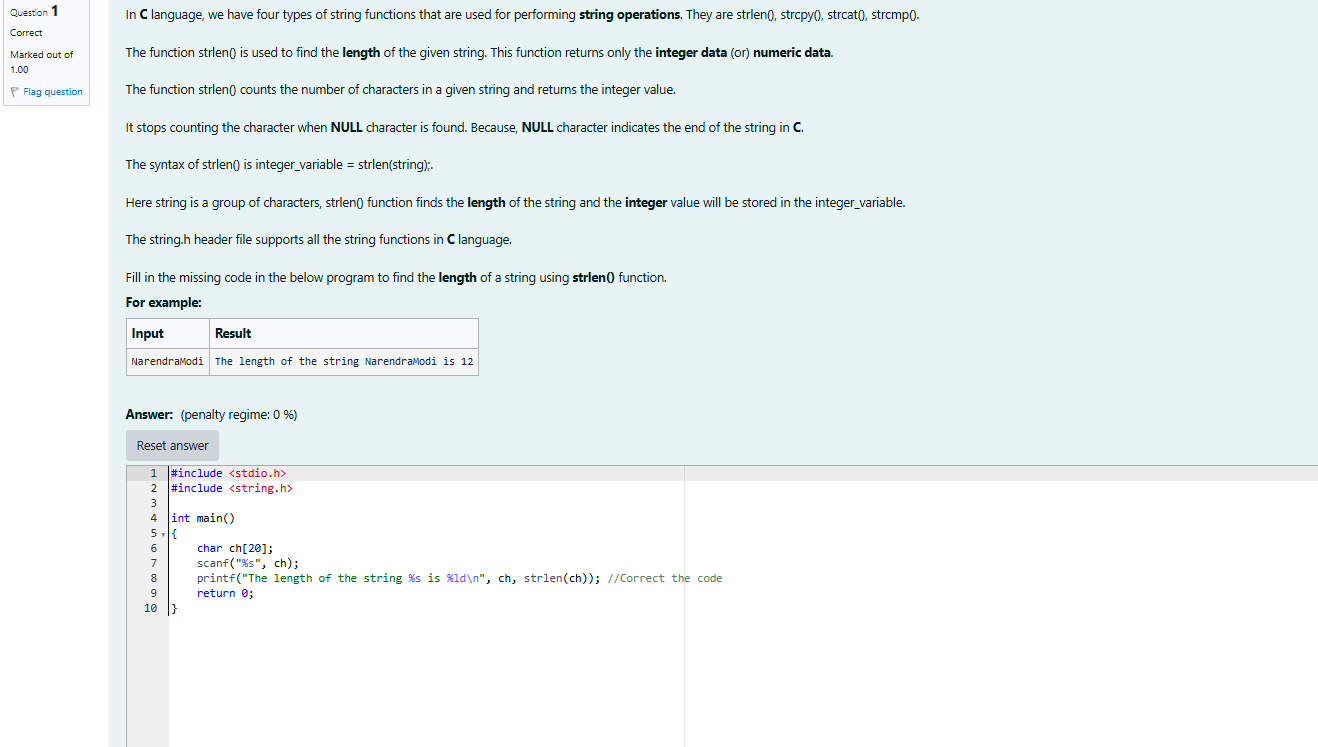 Question 1
Correct
Marked out of
1.00
Flag question
In C language, we have four types of string functions that are used for performing string operations. They are strlen(), strcpy(), strcat(), strcmp().
The function strlen() is used to find the length of the given string. This function returns only the integer data (or) numeric data.
The function strlen() counts the number of characters in a given string and returns the integer value.
It stops counting the character when NULL character is found. Because, NULL character indicates the end of the string in C.
The syntax of strlen() is integer_variable = strlen(string);.
Here string is a group of characters, strlen() function finds the length of the string and the integer value will be stored in the integer_variable.
The string.h header file supports all the string functions in C language.
Fill in the missing code in the below program to find the length of a string using strlen() function.
For example:
Input Result
NarendraModi The length of the string NarendraModi is 12
Answer: (penalty regime: 0 %)
Reset answer
1 #include <stdio.h>
2 #include <string.h>
3
4 int main()
5 {
6 char ch[20];
7 scanf("%s", ch);
8 printf("The length of the string %s is %ld\n", ch, strlen(ch)); //Correct the code
9 return 0;
10 }